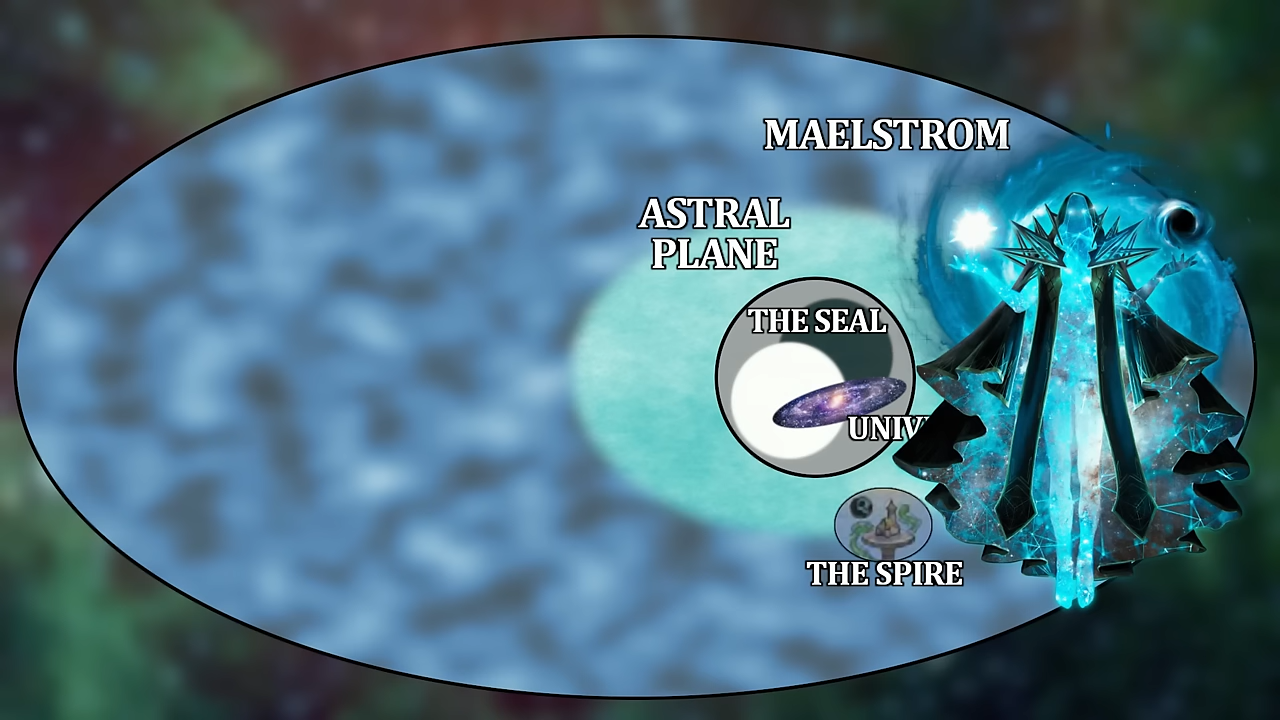 MAELSTROM
ASTRAL
PLANE
THE SEAL
THE SPIRE